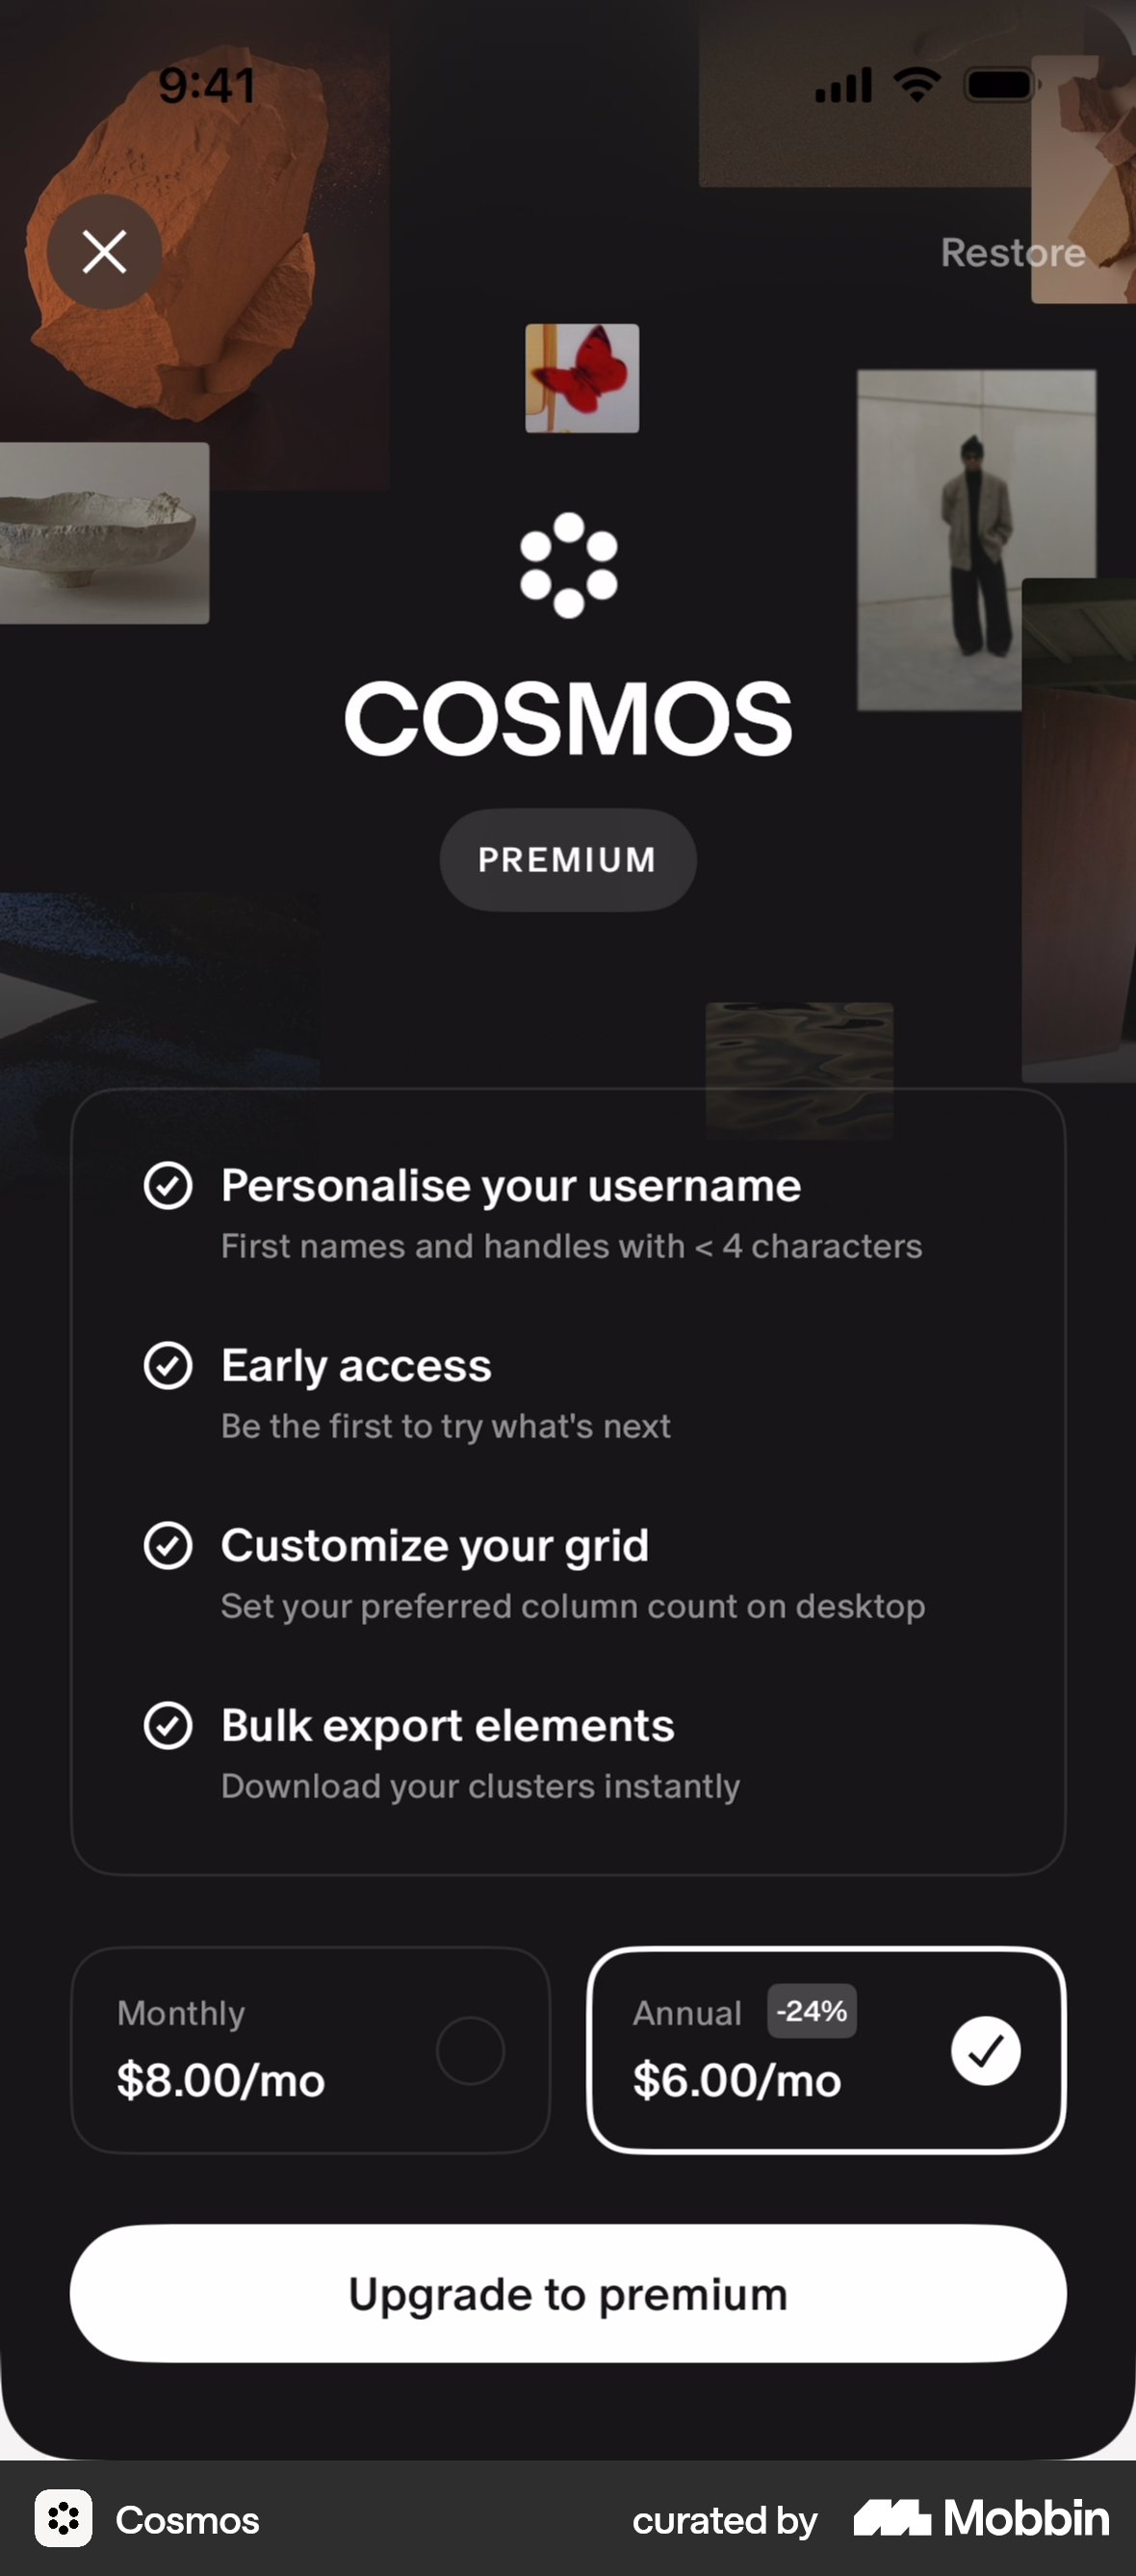 9:41
Restore
COSMOS
PREMIUM
Personalise your username
First names and handles with < 4 characters
Early access
Be the first to try what's next
Customize your grid
Set your preferred column count on desktop
Bulk export elements
Download your clusters instantly
Monthly
$8.00/mo
Annual -24%
$6.00/mo
Upgrade to premium
Cosmos
curated by Mobbin